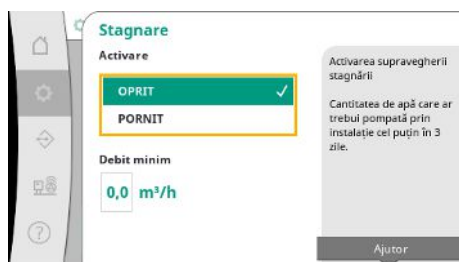 Stagnare
Activare
OPRIT
PORNIT
Debit minim
0,0 m³/h
Activarea supravegherii
stagnării
Cantitatea de apă care ar
trebui pompată prin
instalație cel puțin în 3
zile.
Ajutor